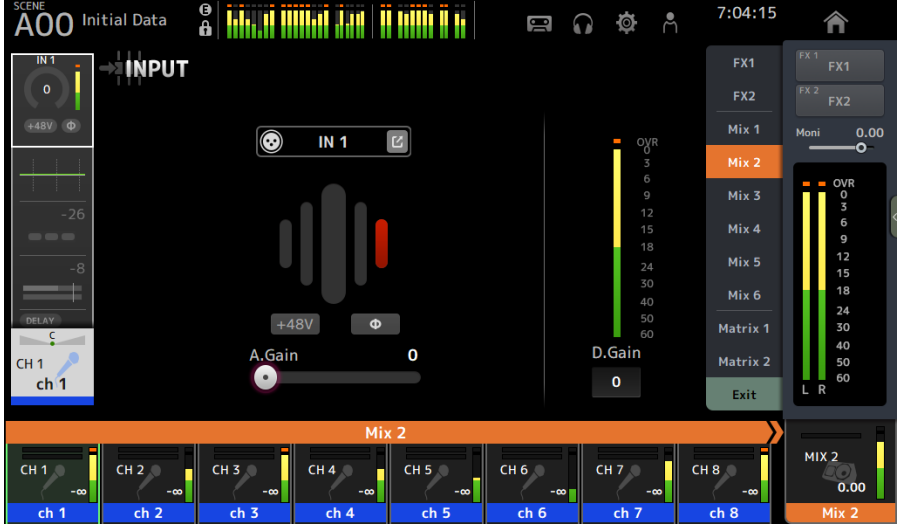 SCENE
A00 Initial Data
E
7:04:15
IN 1
0
+48V Φ
-26
-8
DELAY
C
CH 1
ch 1
INPUT
IN 1
+48V
Φ
A.Gain 0
OVR
0
3
6
9
12
15
18
24
30
40
50
60
D.Gain
0
FX1
FX2
Mix 1
Mix 2
Mix 3
Mix 4
Mix 5
Mix 6
Matrix 1
Matrix 2
Exit
FX 1
FX1
FX 2
FX2
Moni 0.00
OVR
0
3
6
9
12
15
18
24
30
40
50
60
L R
Mix 2
CH 1
-∞
ch 1
CH 2
-∞
ch 2
CH 3
-∞
ch 3
CH 4
-∞
ch 4
CH 5
-∞
ch 5
CH 6
-∞
ch 6
CH 7
-∞
ch 7
CH 8
-∞
ch 8
MIX 2
0.00
Mix 2